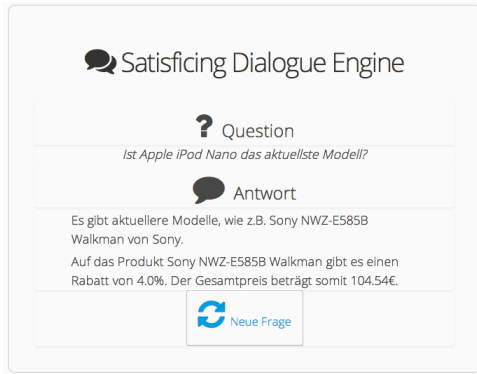 Satisficing Dialogue Engine
? Question
Ist Apple iPod Nano das aktuellste Modell?
Antwort
Es gibt aktuellere Modelle, wie z.B. Sony NWZ-E585B
Walkman von Sony.
Auf das Produkt Sony NWZ-E585B Walkman gibt es einen
Rabatt von 4.0%. Der Gesamtpreis beträgt somit 104.54€.
Neue Frage